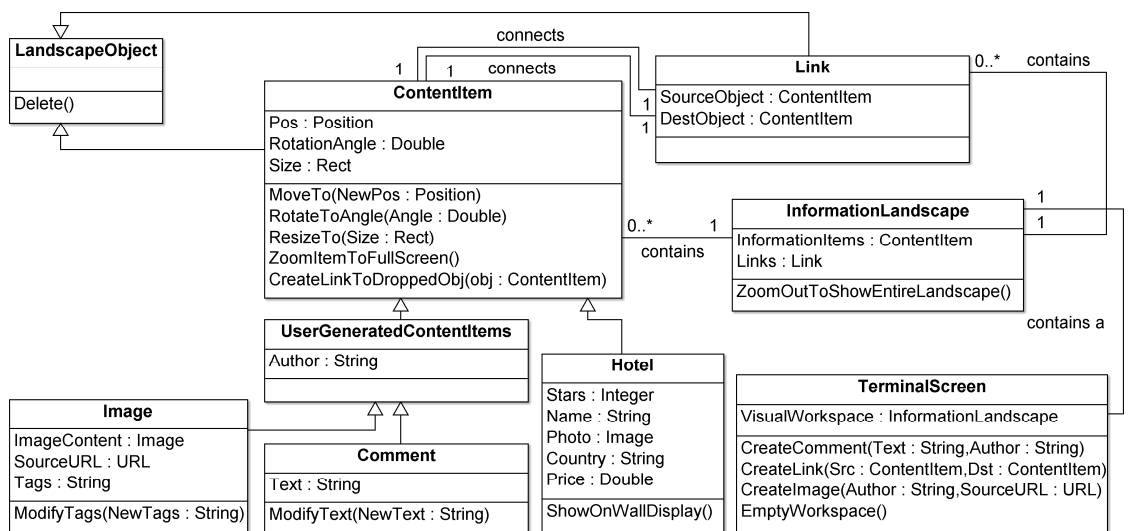 LandscapeObject
Delete()
connects
connects
1
1
1
1
ContentItem
Pos : Position
RotationAngle : Double
Size : Rect
MoveTo(NewPos : Position)
RotateToAngle(Angle : Double)
ResizeTo(Size : Rect)
ZoomItemToFullScreen()
CreateLinkToDroppedObj(obj : ContentItem)
Link
SourceObject : ContentItem
DestObject : ContentItem
0..*
contains
0..*
1
contains
InformationLandscape
InformationItems : ContentItem
Links : Link
ZoomOutToShowEntireLandscape()
1
1
contains a
UserGeneratedContentItems
Author : String
Hotel
Stars : Integer
Name : String
Photo : Image
Country : String
Price : Double
ShowOnWallDisplay()
TerminalScreen
VisualWorkspace : InformationLandscape
CreateComment(Text : String,Author : String)
CreateLink(Src : ContentItem,Dst : ContentItem)
CreateImage(Author : String,SourceURL : URL)
EmptyWorkspace()
Image
ImageContent : Image
SourceURL : URL
Tags : String
ModifyTags(NewTags : String)
Comment
Text : String
ModifyText(NewText : String)